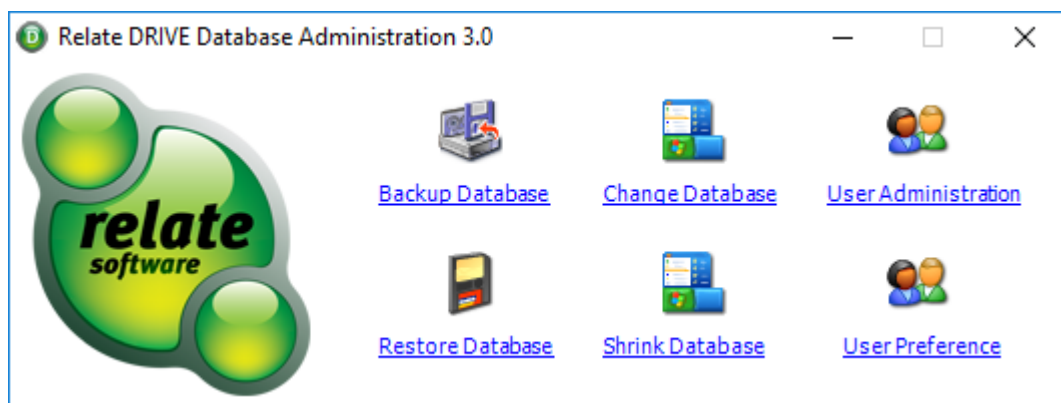 Relate DRIVE Database Administration 3.0
relate
software
Backup Database
Change Database
User Administration
Restore Database
Shrink Database
User Preference